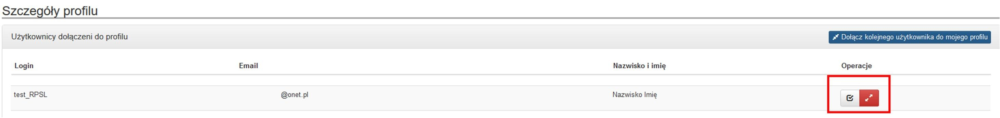 Szczegóły profilu
Użytkownicy dołączeni do profilu Dołącz kolejnego użytkownika do mojego profilu
Login Email Nazwisko i imię Operacje
test_RPSL @onet.pl Nazwisko Imię